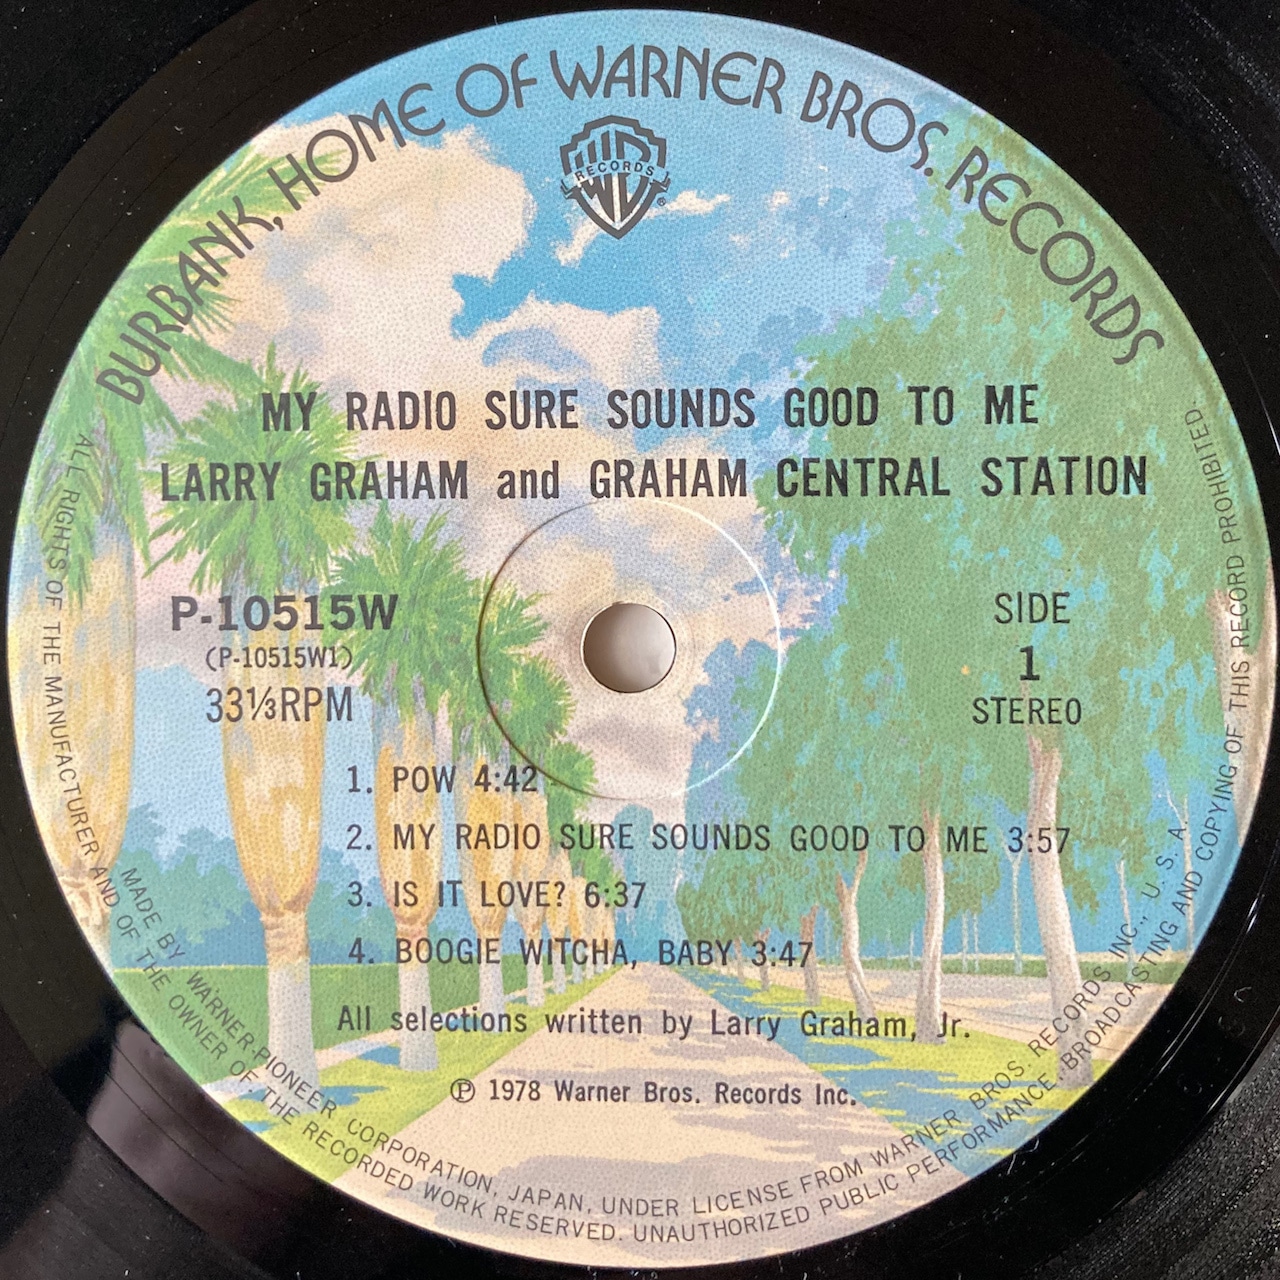 BURBANK, HOME OF WARNER BROS. RECORDS
WB
RECORDS
®
MY RADIO SURE SOUNDS GOOD TO ME
LARRY GRAHAM and GRAHAM CENTRAL STATION
P-10515W
(P-10515W1)
33⅓RPM
SIDE
1
STEREO
1. POW 4:42
2. MY RADIO SURE SOUNDS GOOD TO ME 3:57
3. IS IT LOVE? 6:37
4. BOOGIE WITCHA, BABY 3:47
All selections written by Larry Graham, Jr.
℗ 1978 Warner Bros. Records Inc.
MADE BY WARNER-PIONEER CORPORATION, JAPAN, UNDER LICENSE FROM WARNER BROS. RECORDS INC., U. S. A.
ALL RIGHTS OF THE MANUFACTURER AND OF THE OWNER OF THE RECORDED WORK RESERVED. UNAUTHORIZED PUBLIC PERFORMANCE. BROADCASTING AND COPYING OF THIS RECORD PROHIBITED.